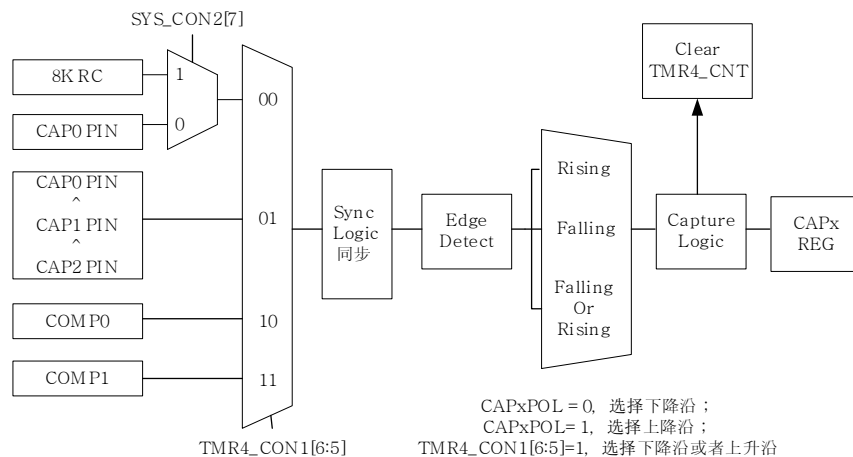 SYS_CON2[7]
8K RC
1
CAP0 PIN
0
00
CAP0 PIN
^
CAP1 PIN
^
CAP2 PIN
01
COMP0
10
COMP1
11
TMR4_CON1[6:5]
Sync
Logic
同步
Edge
Detect
Rising
Falling
Falling
Or
Rising
Clear
TMR4_CNT
Capture
Logic
CAPx
REG
CAPxPOL = 0, 选择下降沿；
CAPxPOL= 1, 选择上降沿；
TMR4_CON1[6:5]=1, 选择下降沿或者上升沿